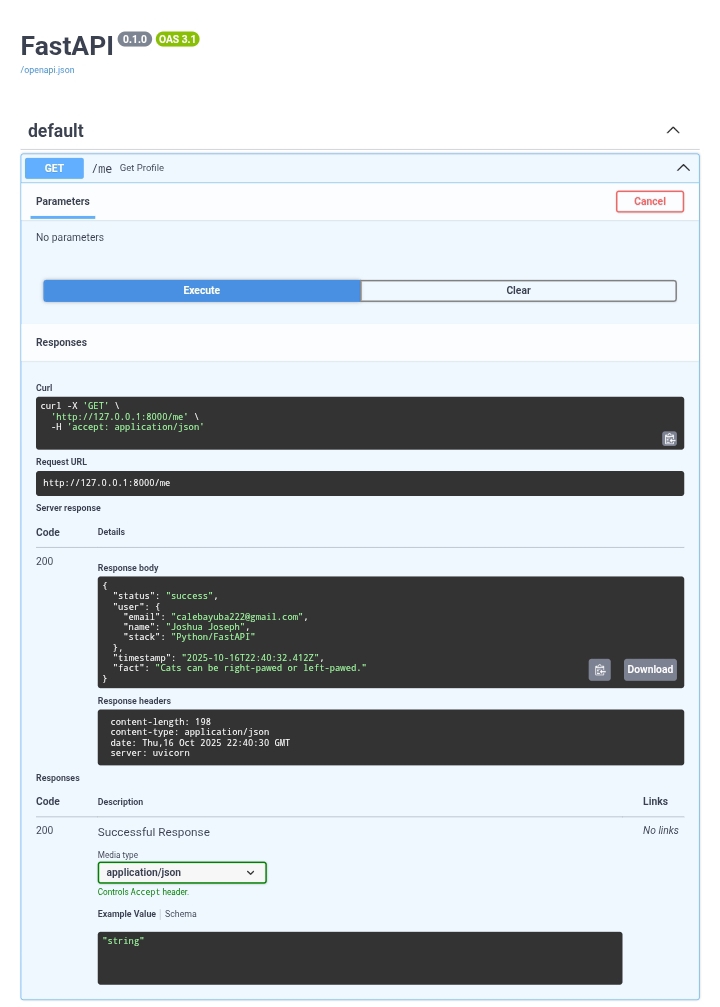 FastAPI 0.1.0 OAS 3.1
/openapi.json
default
GET /me Get Profile
Parameters Cancel
No parameters
Execute Clear
Responses
Curl
curl -X 'GET' \
'http://127.0.0.1:8000/me' \
-H 'accept: application/json'
Request URL
http://127.0.0.1:8000/me
Server response
Code Details
200
Response body
{
"status": "success",
"user": {
"email": "calebayuba222@gmail.com",
"name": "Joshua Joseph",
"stack": "Python/FastAPI"
},
"timestamp": "2025-10-16T22:40:32.412Z",
"fact": "Cats can be right-pawed or left-pawed."
}
Download
Response headers
content-length: 198
content-type: application/json
date: Thu,16 Oct 2025 22:40:30 GMT
server: uvicorn
Responses
Code Description Links
200 Successful Response No links
Media type
application/json
Controls Accept header.
Example Value Schema
"string"